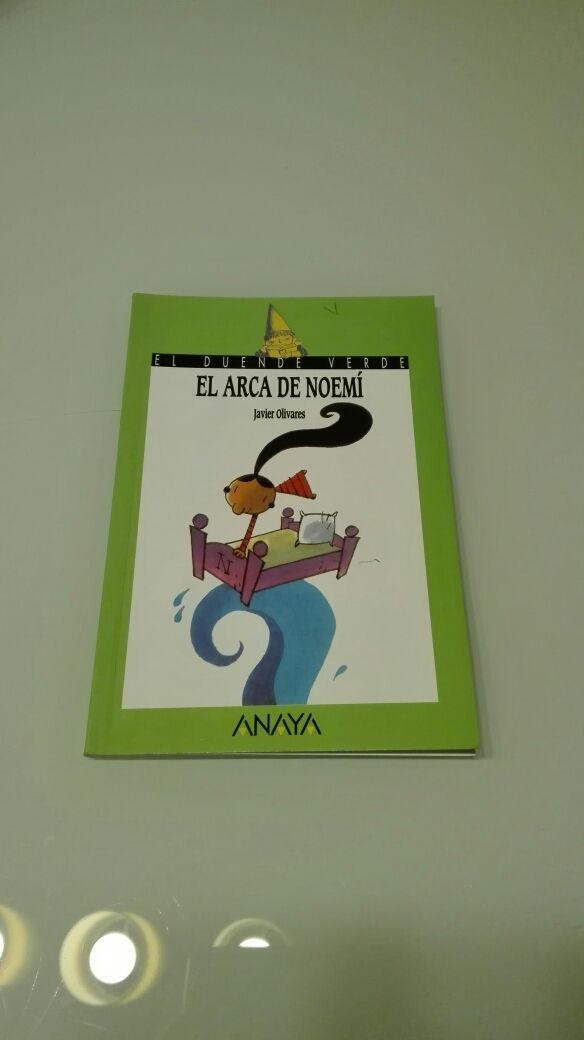 EL DUENDE VERDE
EL ARCA DE NOEMÍ
Javier Olivares
N
ANAYA